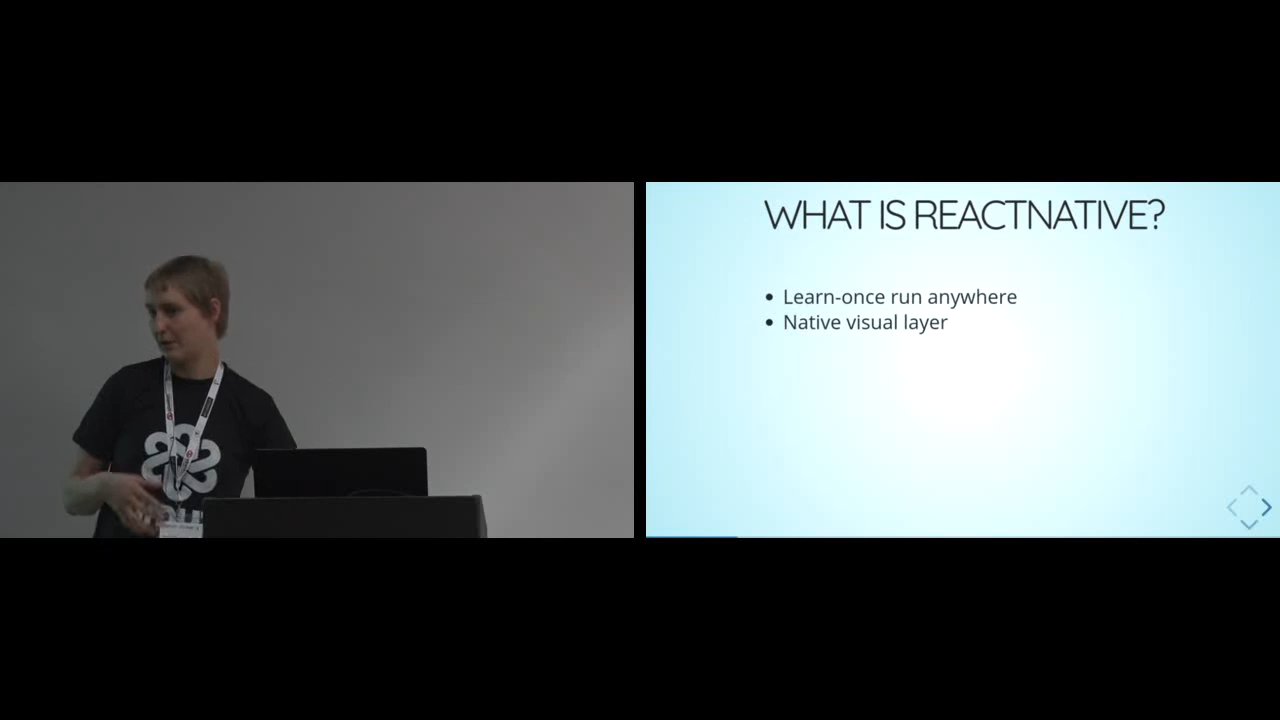 WHAT IS REACTNATIVE?
Learn-once run anywhere
Native visual layer